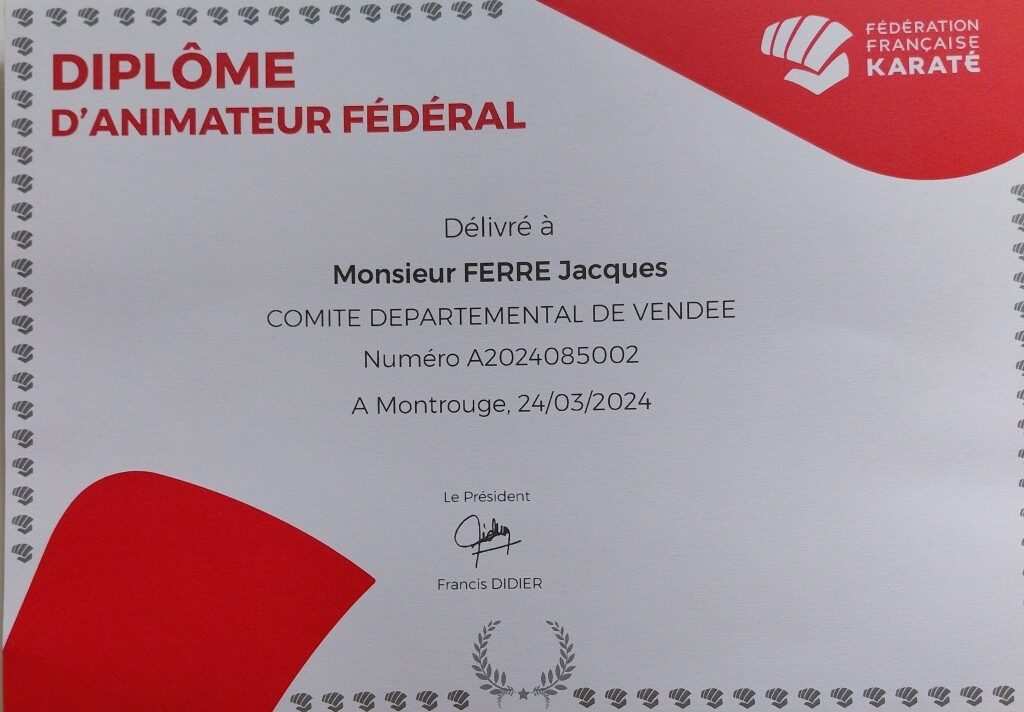 DIPLÔME
D'ANIMATEUR FÉDÉRAL
FÉDÉRATION
FRANÇAISE
KARATÉ
Délivré à
Monsieur FERRE Jacques
COMITE DEPARTEMENTAL DE VENDEE
Numéro A2024085002
A Montrouge, 24/03/2024
Le Président
Francis DIDIER